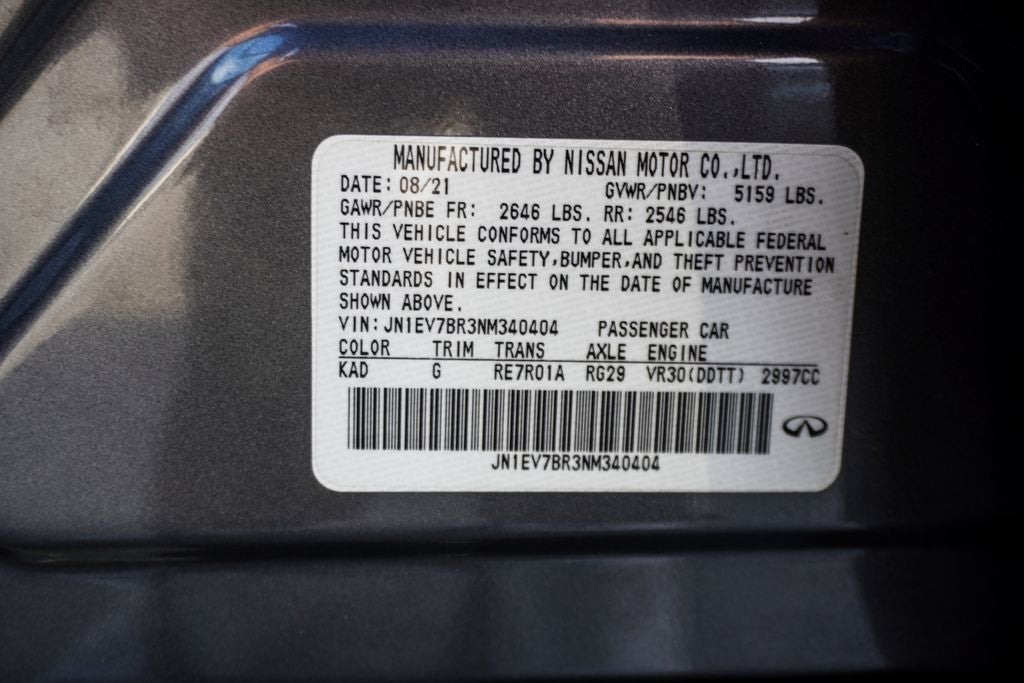 MANUFACTURED BY NISSAN MOTOR CO.,LTD.
DATE: 08/21 GVWR/PNBV: 5159 LBS.
GAWR/PNBE FR: 2646 LBS. RR: 2546 LBS.
THIS VEHICLE CONFORMS TO ALL APPLICABLE FEDERAL
MOTOR VEHICLE SAFETY,BUMPER,AND THEFT PREVENTION
STANDARDS IN EFFECT ON THE DATE OF MANUFACTURE
SHOWN ABOVE.
VIN: JN1EV7BR3NM340404 PASSENGER CAR
COLOR TRIM TRANS AXLE ENGINE
KAD G RE7R01A RG29 VR30(DDTT) 2997CC
JN1EV7BR3NM340404